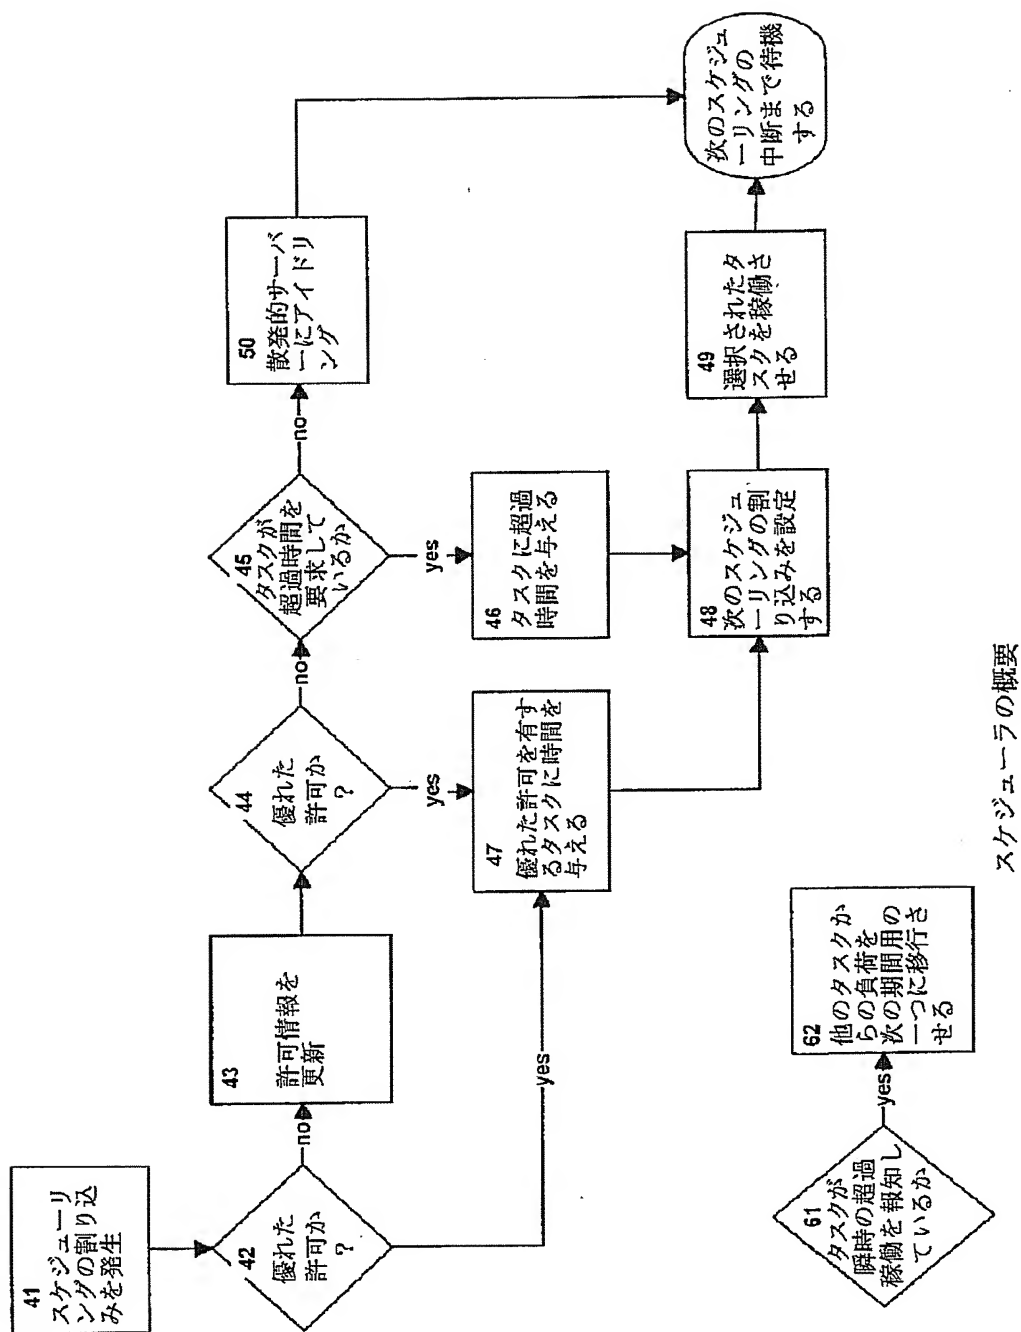 41
スケジューリ
ングの割り込
みを発生
42
優れた
許可か
?
no
yes
43
許可情報を
更新
44
優れた
許可か
?
no
yes
45
タスクが
超過時間を
要求して
いるか
no
yes
50
散発的サーバ
ーにアイドリ
ング
46
タスクに超過
時間を与える
47
優れた許可を有す
るタスクに時間を
与える
48
次のスケジュ
ーリングの割
り込みを設定
する
49
選択されたタ
スクを稼働さ
せる
次のスケジュ
ーリングの
中断まで待機
する
61
タスクが
瞬時の超過
稼働を報知し
ているか
yes
62
他のタスクか
らの負荷を
次の期間用の
一つに移行さ
せる
スケジューラの概要